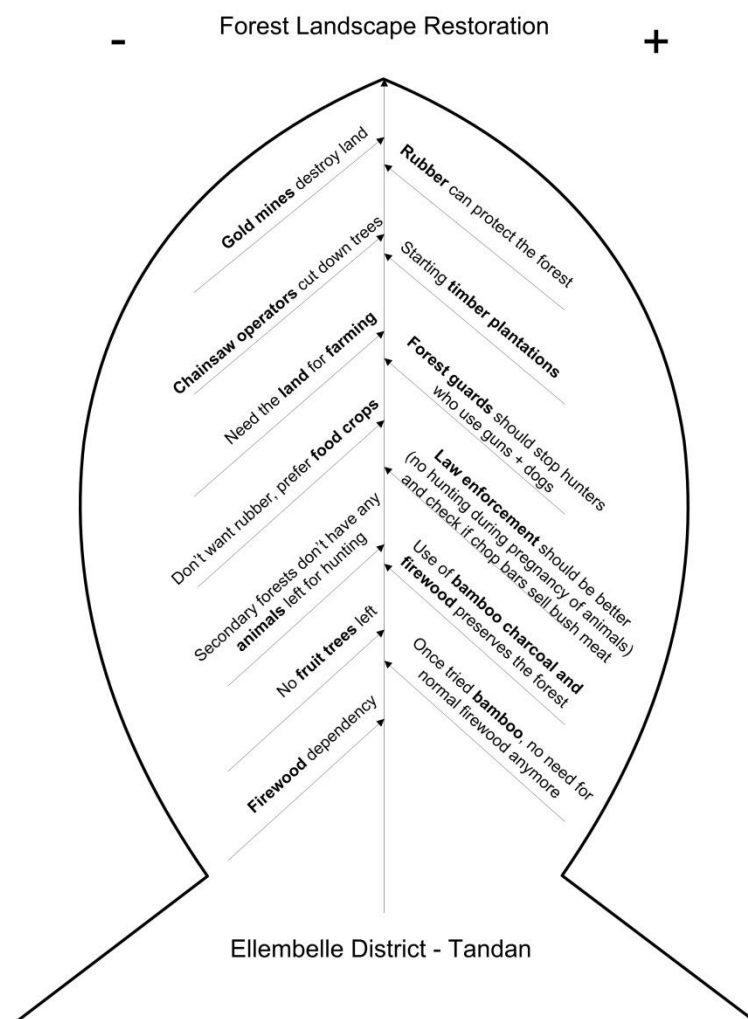 Forest Landscape Restoration
-
+
Gold mines destroy land
Chainsaw operators cut down trees
Need the land for farming
Don't want rubber, prefer food crops
Secondary forests don't have any
animals left for hunting
No fruit trees left
Firewood dependency
Rubber can protect the forest
Starting timber plantations
Forest guards should stop hunters
who use guns + dogs
Law enforcement should be better
(no hunting during pregnancy of animals)
and check if chop bars sell bush meat
Use of bamboo charcoal and
firewood preserves the forest
Once tried bamboo, no need for
normal firewood anymore
Ellembelle District - Tandan